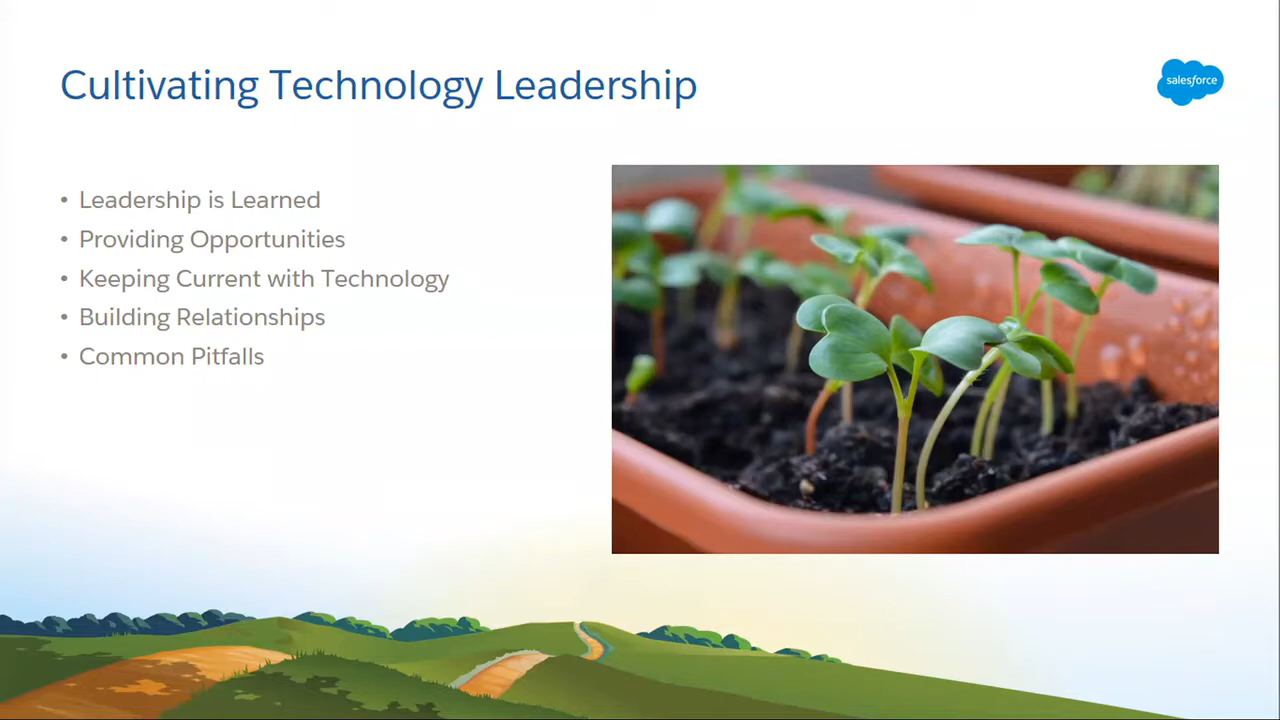 Cultivating Technology Leadership
salesforce
• Leadership is Learned
• Providing Opportunities
• Keeping Current with Technology
• Building Relationships
• Common Pitfalls